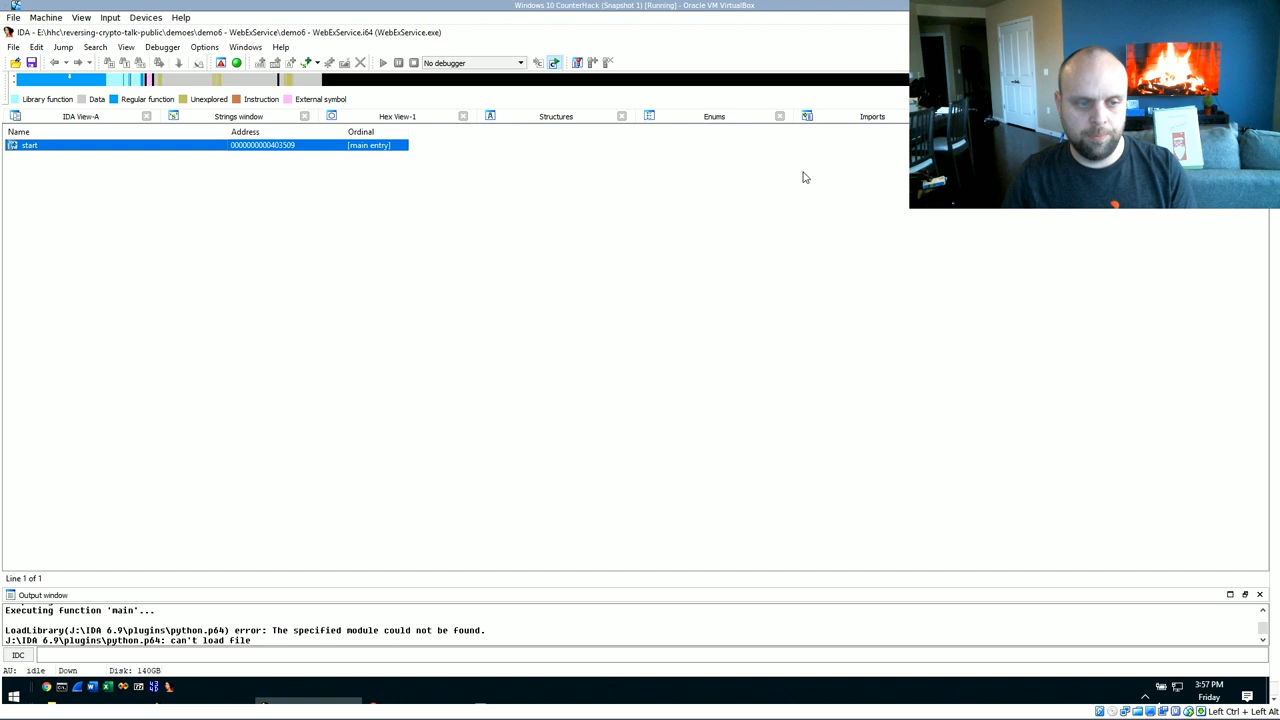 Windows 10 CounterHack (Snapshot 1) [Running] - Oracle VM VirtualBox
File Machine View Input Devices Help
IDA - E:\hhc\reversing-crypto-talk-public\demoes\demo6 - WebExService\demo6 - WebExService.i64 (WebExService.exe)
File Edit Jump Search View Debugger Options Windows Help
No debugger
Library function Data Regular function Unexplored Instruction External symbol
IDA View-A Strings window Hex View-1 Structures Enums Imports
Name Address Ordinal
start 0000000000403509 [main entry]
Line 1 of 1
Output window
Executing function 'main'...
LoadLibrary(J:\IDA 6.9\plugins\python.p64) error: The specified module could not be found.
J:\IDA 6.9\plugins\python.p64: can't load file
IDC
AU: idle Down Disk: 140GB
3:57 PM
Friday
Left Ctrl + Left Alt